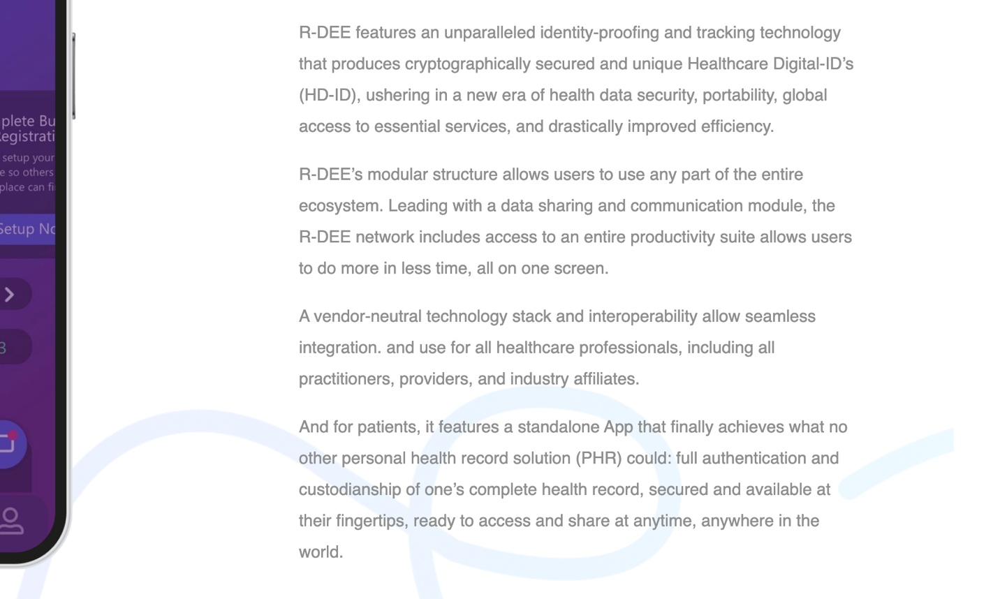 R-DEE features an unparalleled identity-proofing and tracking technology
that produces cryptographically secured and unique Healthcare Digital-ID’s
(HD-ID), ushering in a new era of health data security, portability, global
access to essential services, and drastically improved efficiency.
R-DEE’s modular structure allows users to use any part of the entire
ecosystem. Leading with a data sharing and communication module, the
R-DEE network includes access to an entire productivity suite allows users
to do more in less time, all on one screen.
A vendor-neutral technology stack and interoperability allow seamless
integration. and use for all healthcare professionals, including all
practitioners, providers, and industry affiliates.
And for patients, it features a standalone App that finally achieves what no
other personal health record solution (PHR) could: full authentication and
custodianship of one’s complete health record, secured and available at
their fingertips, ready to access and share at anytime, anywhere in the
world.
plete Bu
egistrati
setup your
e so others
place can fi
Setup No
3